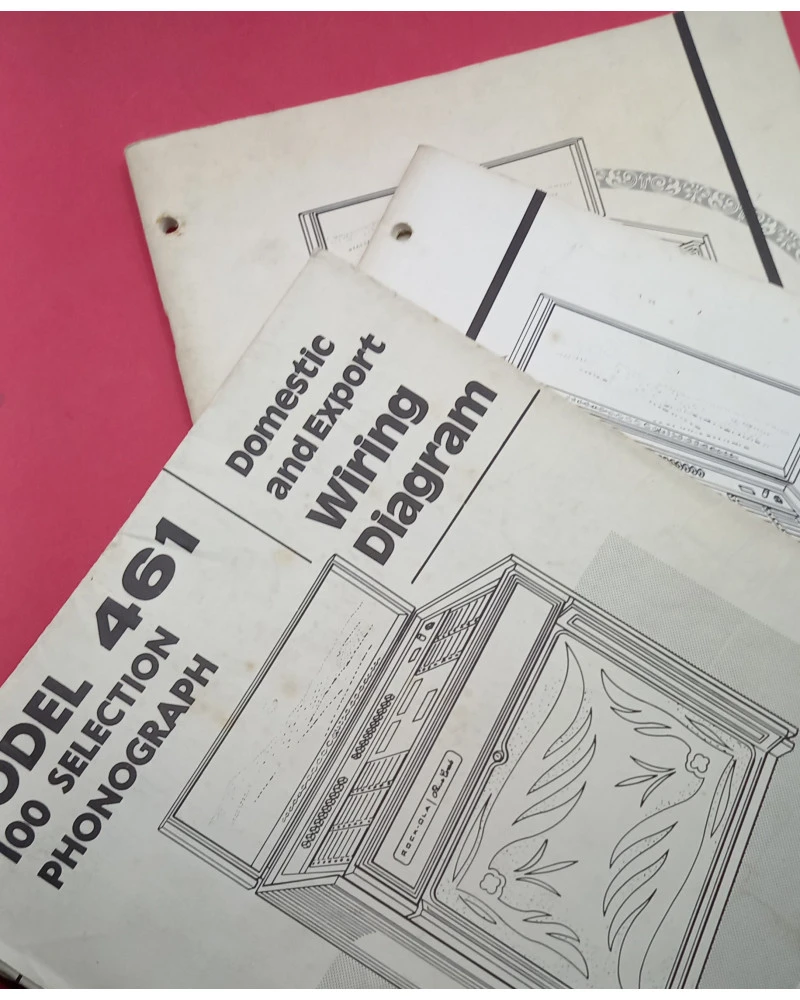 Domestic
and Export
Wiring
Diagram
ODEL 461
100 SELECTION
PHONOGRAPH
ROCK-OLA